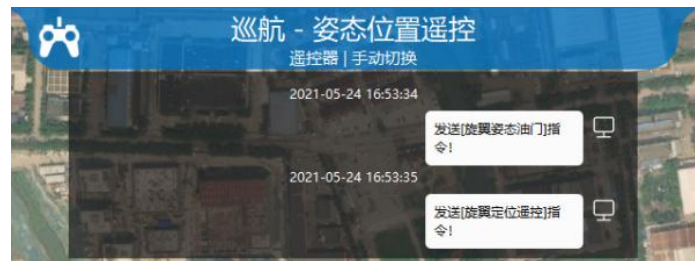 巡航 - 姿态位置遥控
遥控器 | 手动切换
2021-05-24 16:53:34
发送[旋翼姿态油门]指
令!
2021-05-24 16:53:35
发送[旋翼定位遥控]指
令!